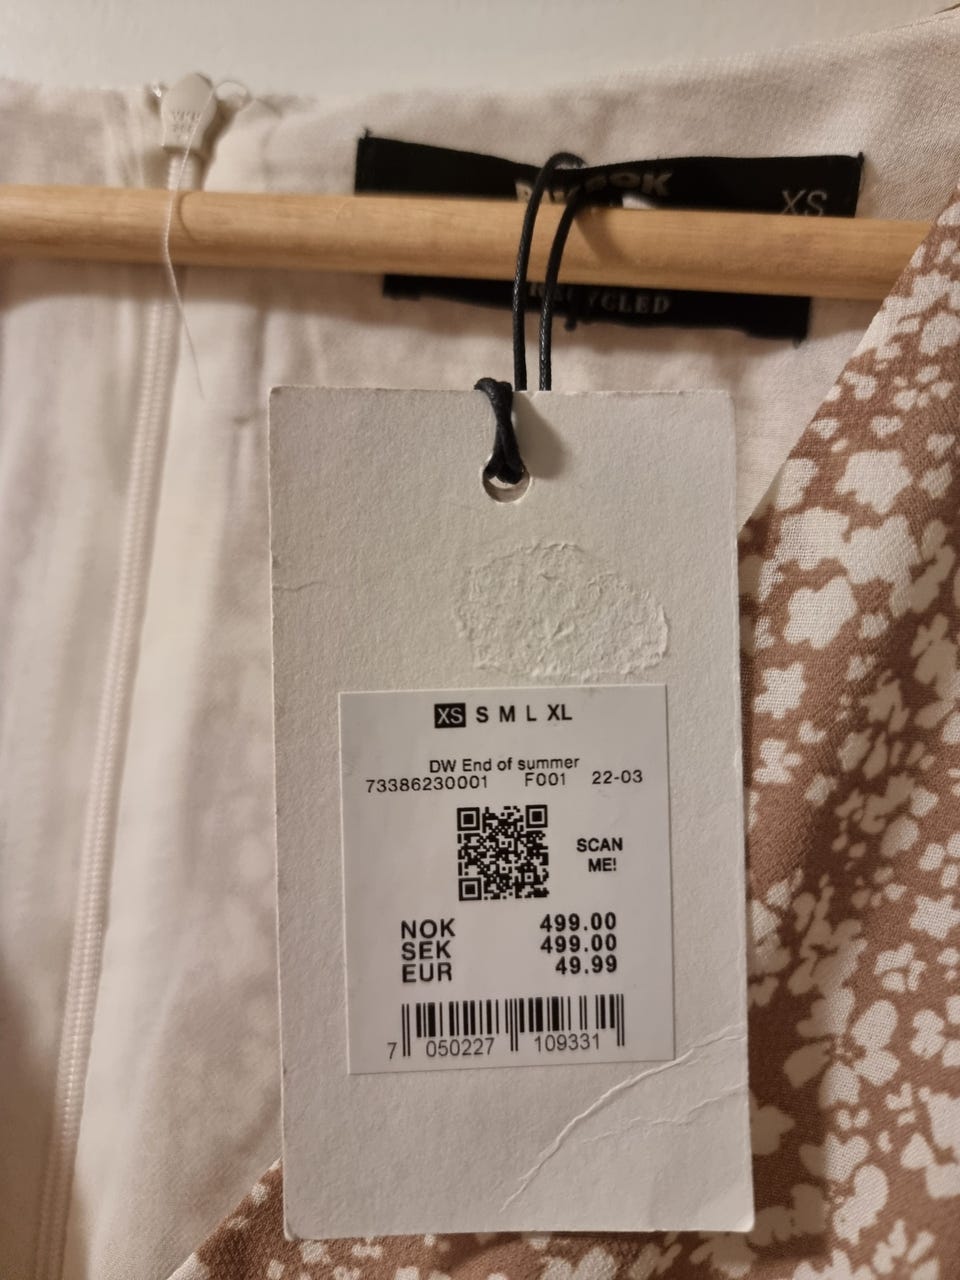 XS
RECYCLED
XS S M L XL
DW End of summer
73386230001 F001 22-03
SCAN
ME!
NOK 499.00
SEK 499.00
EUR 49.99
7 050227 109331